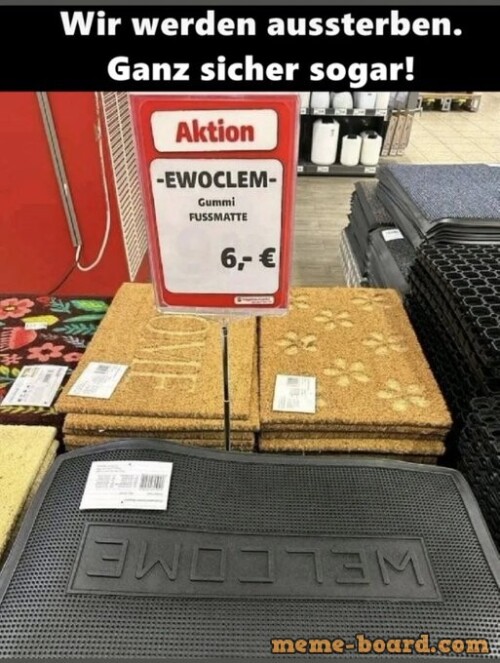 Wir werden aussterben.
Ganz sicher sogar!
Aktion
-EWOCLEM-
Gummi
FUSSMATTE
6,- €
WELCOME
meme-board.com